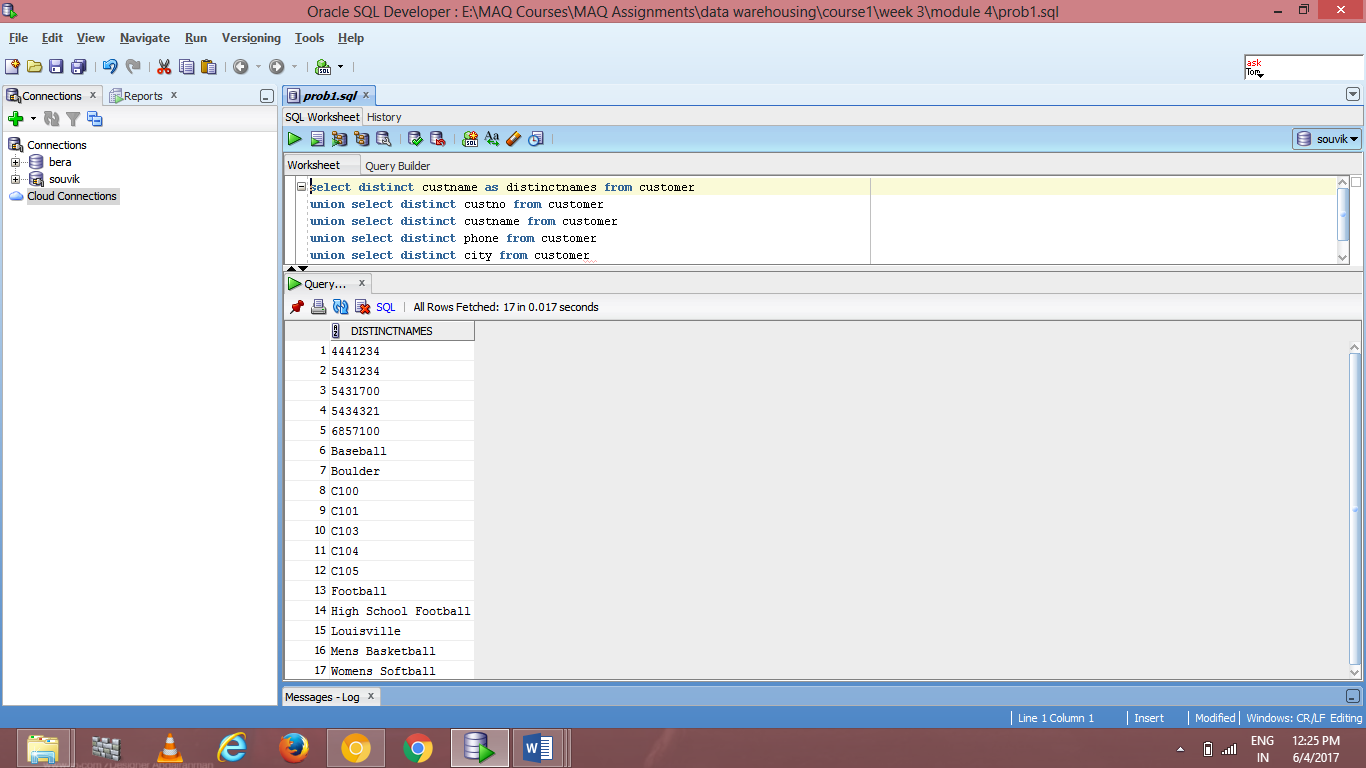 Oracle SQL Developer : E:\MAQ Courses\MAQ Assignments\data warehousing\course1\week 3\module 4\prob1.sql
File Edit View Navigate Run Versioning Tools Help
ask
Tom
Connections x Reports x
prob1.sql x
SQL Worksheet History
souvik
Connections
bera
souvik
Cloud Connections
Worksheet Query Builder
select distinct custname as distinctnames from customer
union select distinct custno from customer
union select distinct custname from customer
union select distinct phone from customer
union select distinct city from customer
Query... x
SQL | All Rows Fetched: 17 in 0.017 seconds
DISTINCTNAMES
1 4441234
2 5431234
3 5431700
4 5434321
5 6857100
6 Baseball
7 Boulder
8 C100
9 C101
10 C103
11 C104
12 C105
13 Football
14 High School Football
15 Louisville
16 Mens Basketball
17 Womens Softball
Messages - Log x
Line 1 Column 1 | Insert | Modified | Windows: CR/LF Editing
ENG
IN
12:25 PM
6/4/2017